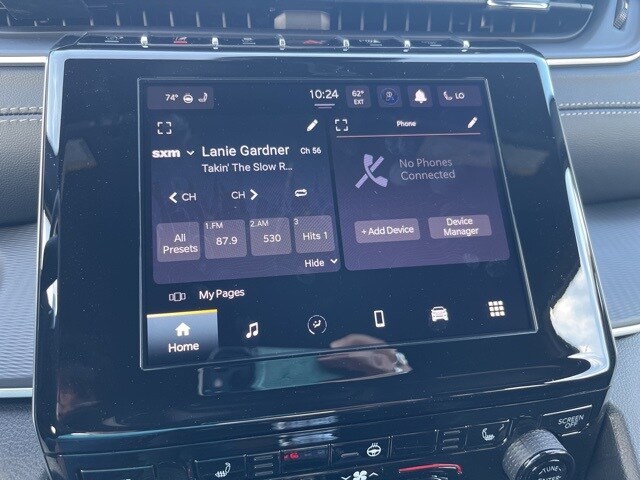 74°
10:24
62°
EXT
LO
sxm Lanie Gardner Ch 56
Takin' The Slow R...
CH CH
All
Presets
1.FM
87.9
2.AM
530
3
Hits 1
Hide
Phone
No Phones
Connected
+ Add Device
Device
Manager
My Pages
Home
SCREEN
OFF
TUNE
ENTER